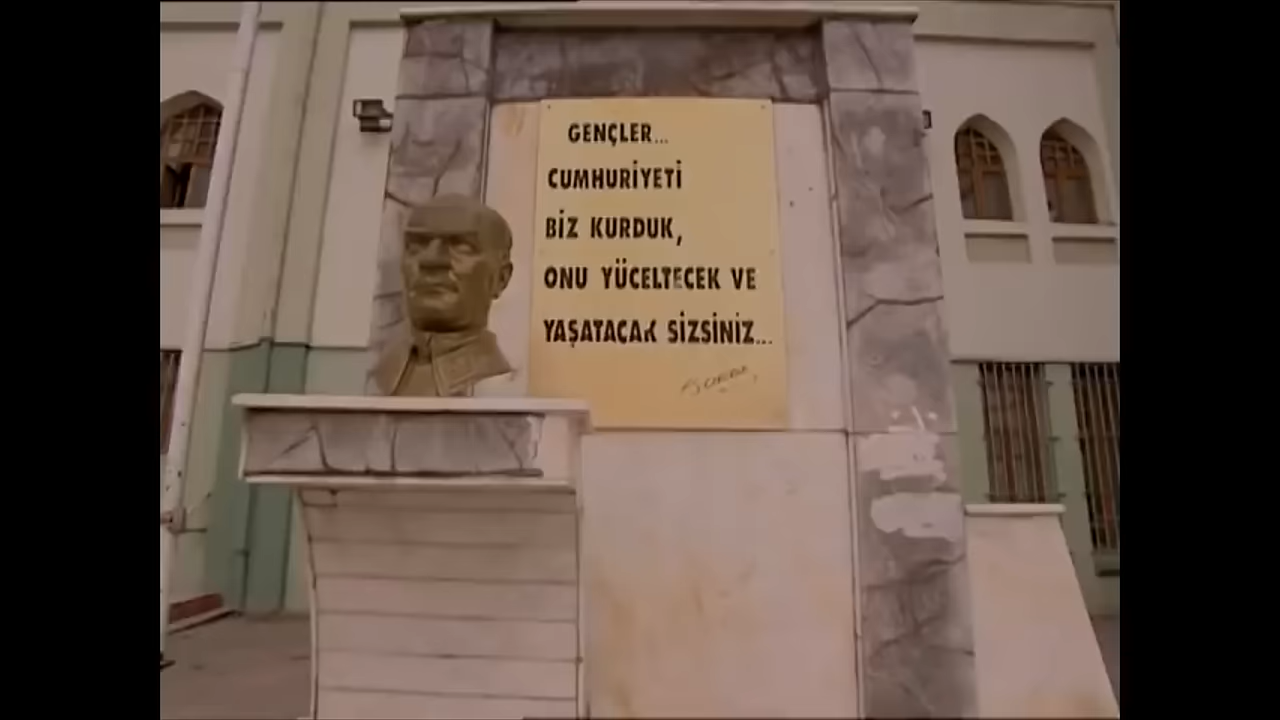 GENÇLER...
CUMHURİYETİ
BİZ KURDUK,
ONU YÜCELTECEK VE
YAŞATACAK SİZSİNİZ...